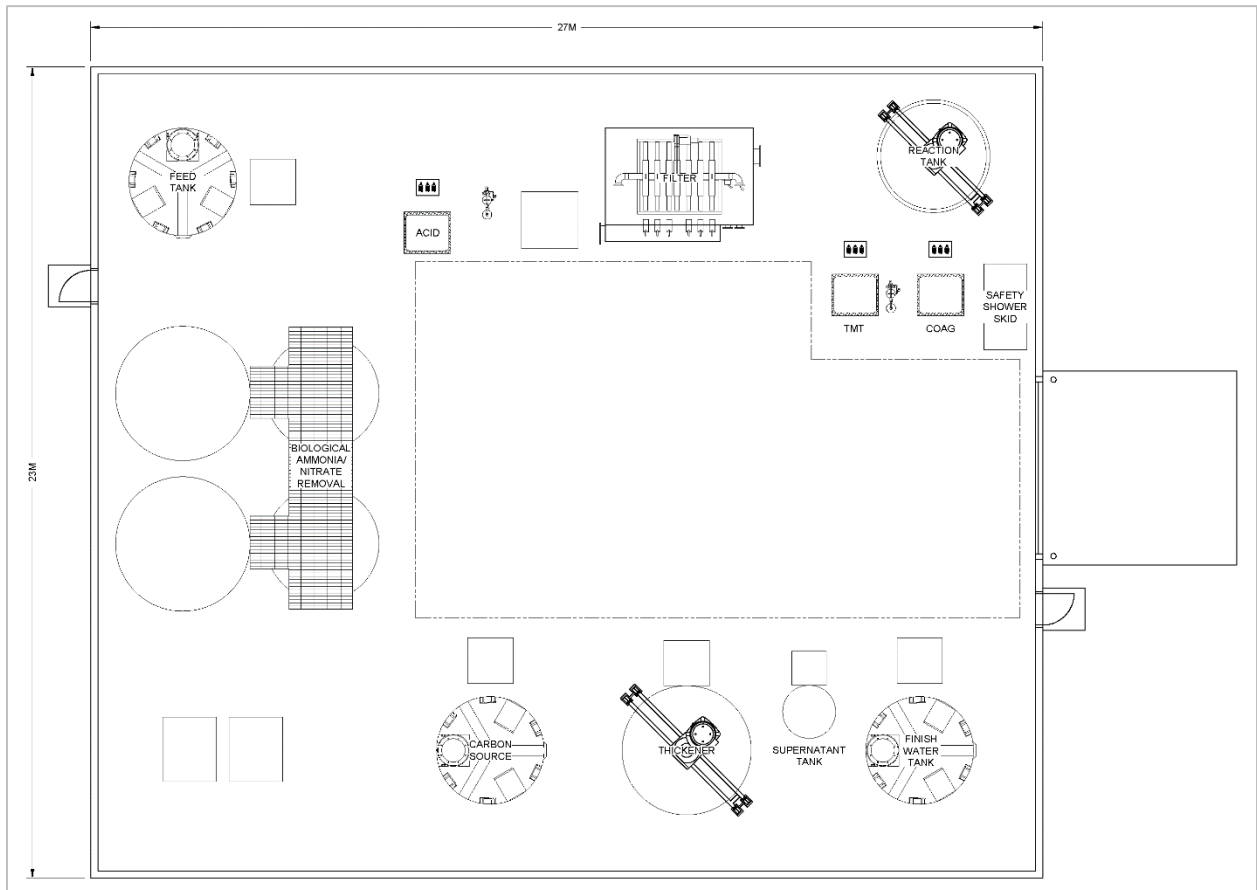 27M
23M
FEED
TANK
ACID
FILTER
REACTION
TANK
TMT
COAG
SAFETY
SHOWER
SKID
BIOLOGICAL
AMMONIA/
NITRATE
REMOVAL
CARBON
SOURCE
THICKENER
SUPERNATANT
TANK
FINISH
WATER
TANK